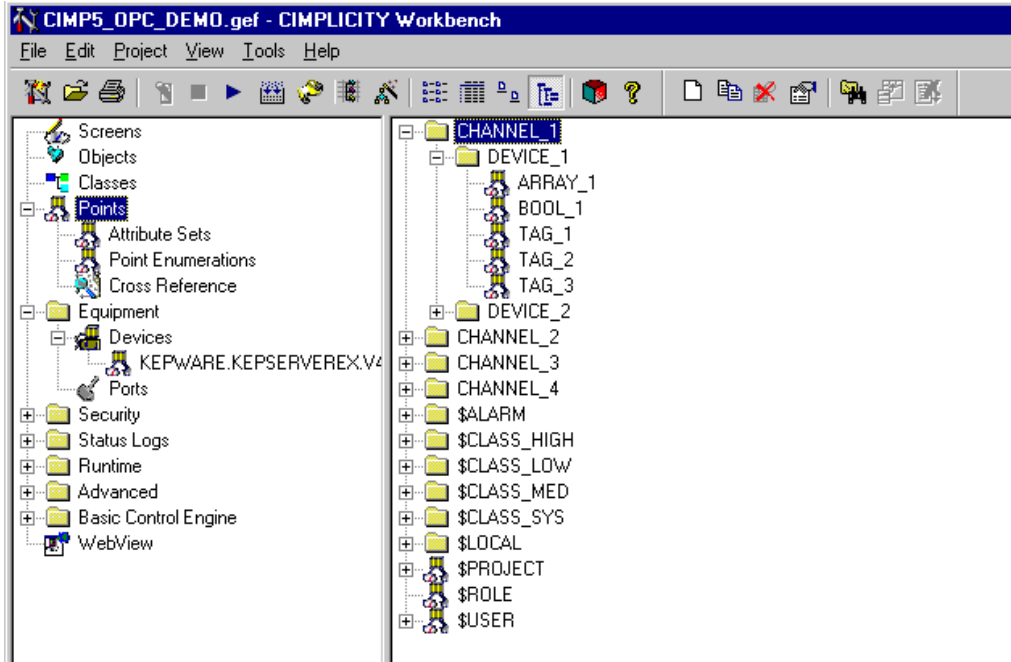 CIMP5_OPC_DEMO.gef - CIMPLICITY Workbench
File Edit Project View Tools Help
Screens
Objects
Classes
Points
Attribute Sets
Point Enumerations
Cross Reference
Equipment
Devices
KEPWARE.KEPSERVEREX.V4
Ports
Security
Status Logs
Runtime
Advanced
Basic Control Engine
WebView
CHANNEL_1
DEVICE_1
ARRAY_1
BOOL_1
TAG_1
TAG_2
TAG_3
DEVICE_2
CHANNEL_2
CHANNEL_3
CHANNEL_4
$ALARM
$CLASS_HIGH
$CLASS_LOW
$CLASS_MED
$CLASS_SYS
$LOCAL
$PROJECT
$ROLE
$USER